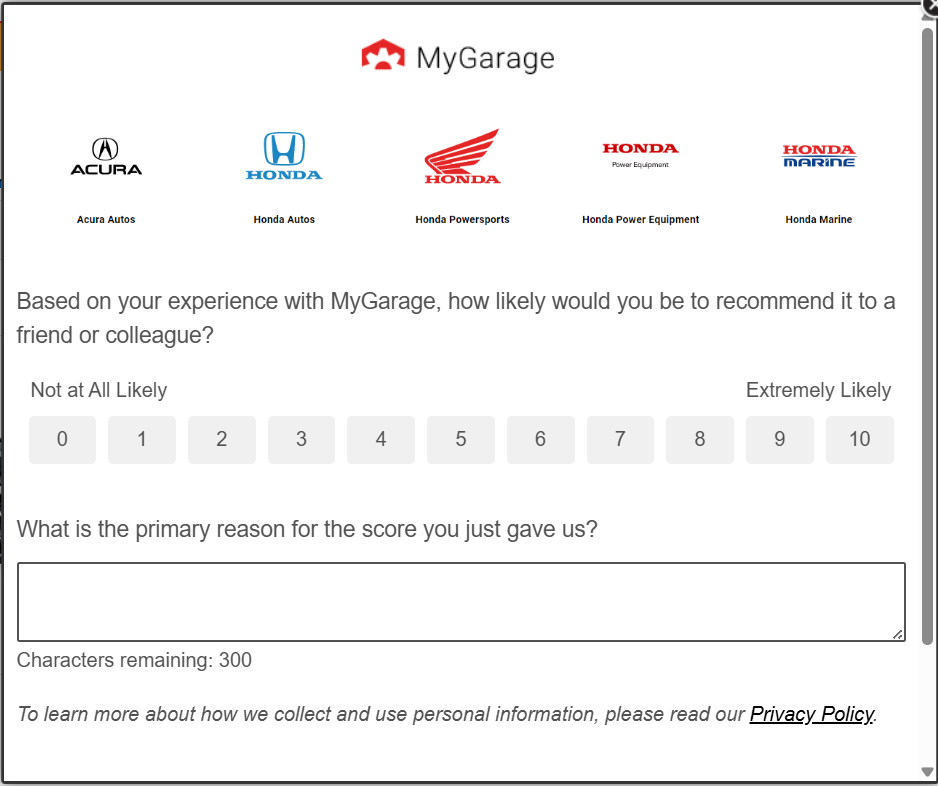 MyGarage
ACURA
HONDA
HONDA
HONDA
Power Equipment
HONDA
MARINE
Acura Autos
Honda Autos
Honda Powersports
Honda Power Equipment
Honda Marine
Based on your experience with MyGarage, how likely would you be to recommend it to a
friend or colleague?
Not at All Likely
Extremely Likely
0 1 2 3 4 5 6 7 8 9 10
What is the primary reason for the score you just gave us?
Characters remaining: 300
To learn more about how we collect and use personal information, please read our Privacy Policy.